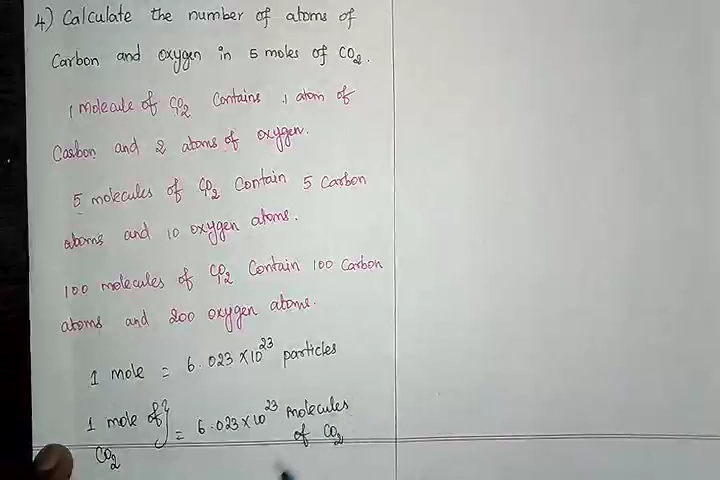 4) Calculate the number of atoms of
Carbon and oxygen in 5 moles of CO2.
1 molecule of CO2 Contains 1 atom of
Carbon and 2 atoms of oxygen.
5 molecules of CO2 Contain 5 Carbon
atoms and 10 oxygen atoms.
100 molecules of CO2 Contain 100 Carbon
atoms and 200 oxygen atoms.
1 mole = 6.023 × 10^23 particles
1 mole of CO2 } = 6.023 × 10^23 molecules
of CO2